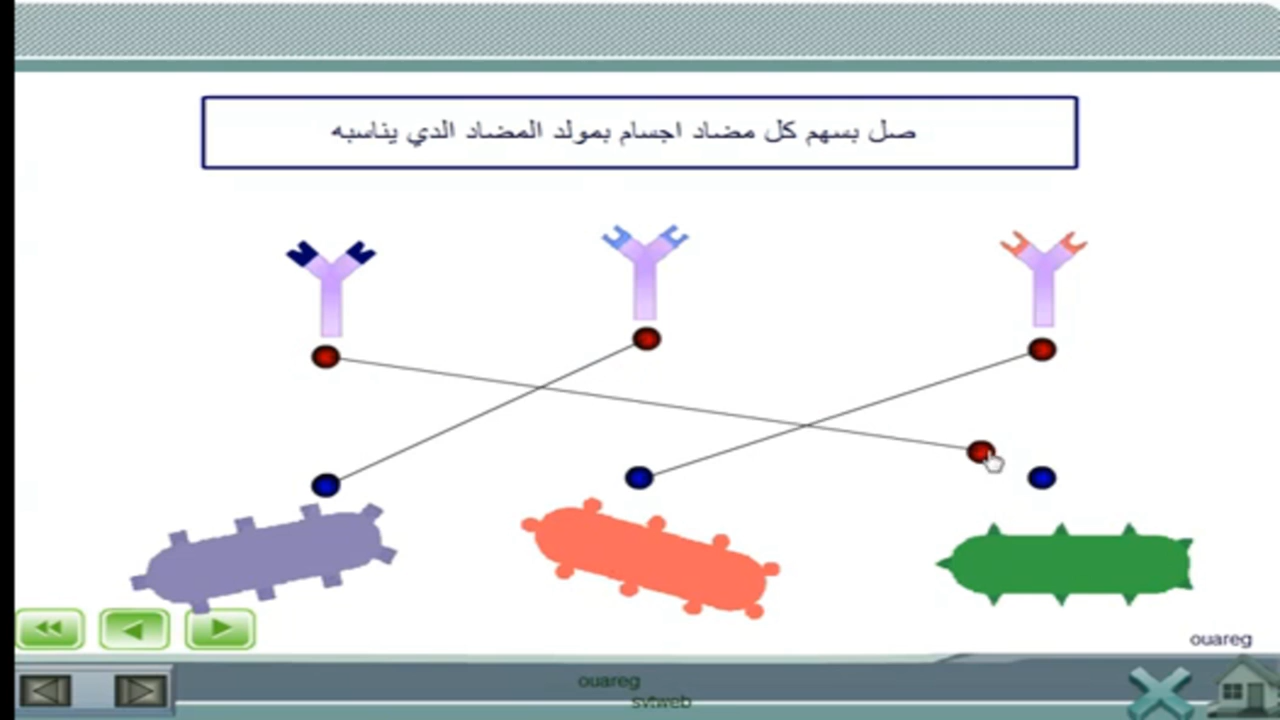 صل بسهم كل مضاد اجسام بمولد المضاد الدي يناسبه
ouareg
ouareg
svtweb